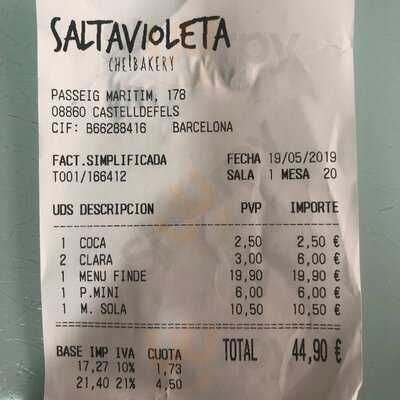 SALTAVIOLETA
CHE!BAKERY
PASSEIG MARITIM, 178
08860 CASTELLDEFELS
CIF: B66288416 BARCELONA
FACT.SIMPLIFICADA FECHA 19/05/2019
T001/166412 SALA 1 MESA 20
UDS DESCRIPCION PVP IMPORTE
1 COCA 2,50 2,50 €
2 CLARA 3,00 6,00 €
1 MENU FINDE 19,90 19,90 €
1 P.MINI 6,00 6,00 €
1 M. SOLA 10,50 10,50 €
BASE IMP IVA CUOTA TOTAL 44,90 €
17,27 10% 1,73
21,40 21% 4,50